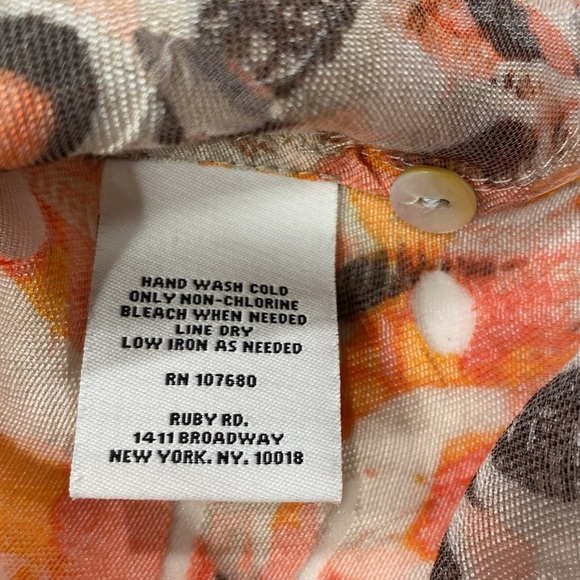 HAND WASH COLD
ONLY NON-CHLORINE
BLEACH WHEN NEEDED
LINE DRY
LOW IRON AS NEEDED
RN 107680
RUBY RD.
1411 BROADWAY
NEW YORK. NY. 10018